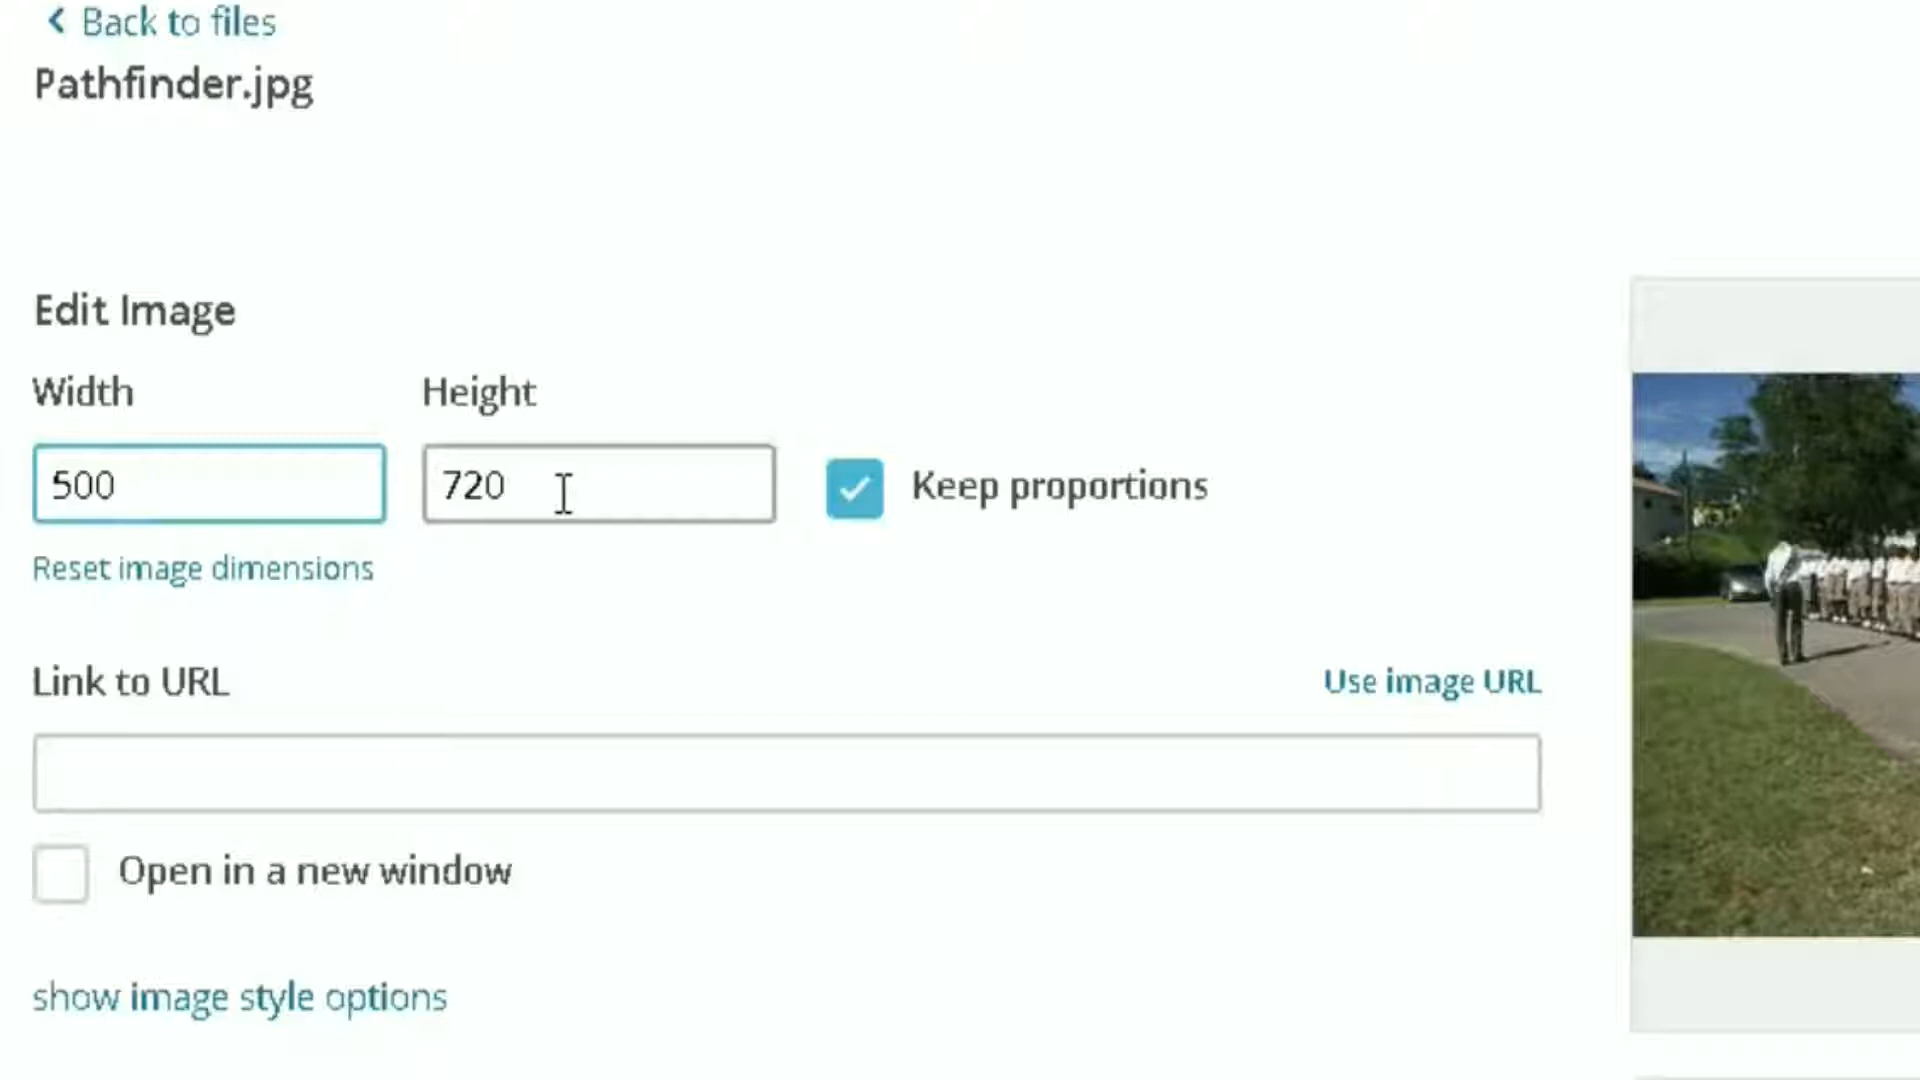 Back to files
Pathfinder.jpg
Edit Image
Width Height
500 720 Keep proportions
Reset image dimensions
Link to URL Use image URL
Open in a new window
show image style options